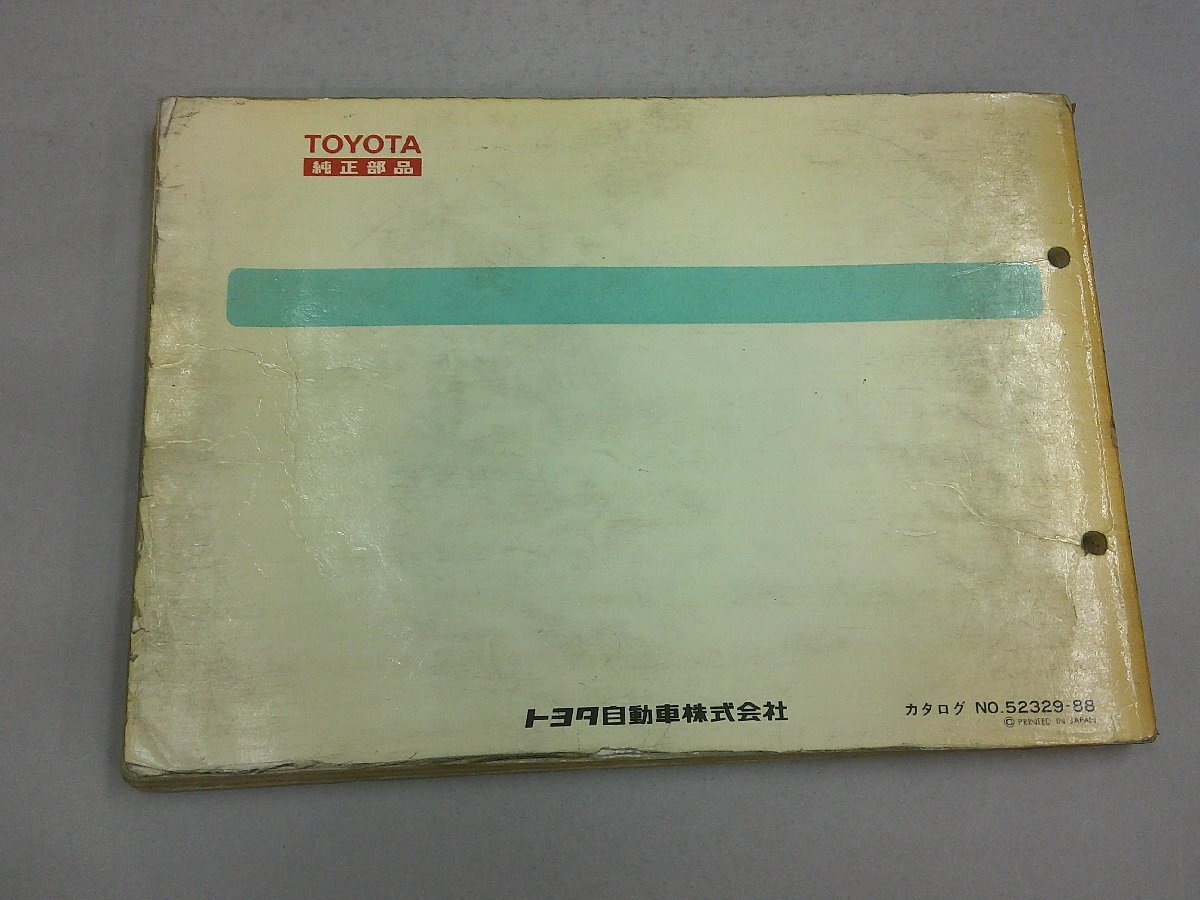 TOYOTA
純正部品
トヨタ自動車株式会社
カタログ NO.52329-88
© PRINTED IN JAPAN